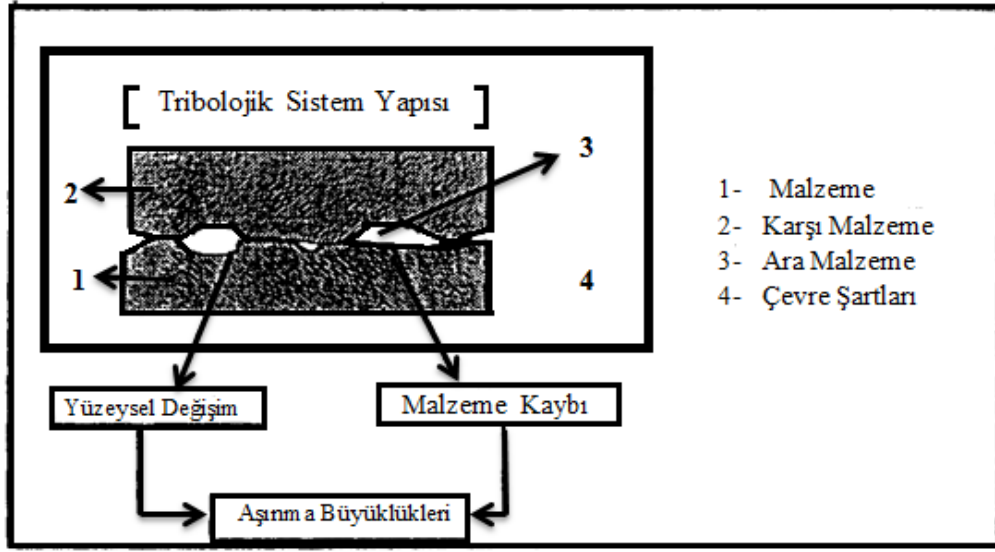 [ Tribolojik Sistem Yapısı ]
3
2
1
4
1- Malzeme
2- Karşı Malzeme
3- Ara Malzeme
4- Çevre Şartları
Yüzeysel Değişim
Malzeme Kaybı
Aşınma Büyüklükleri